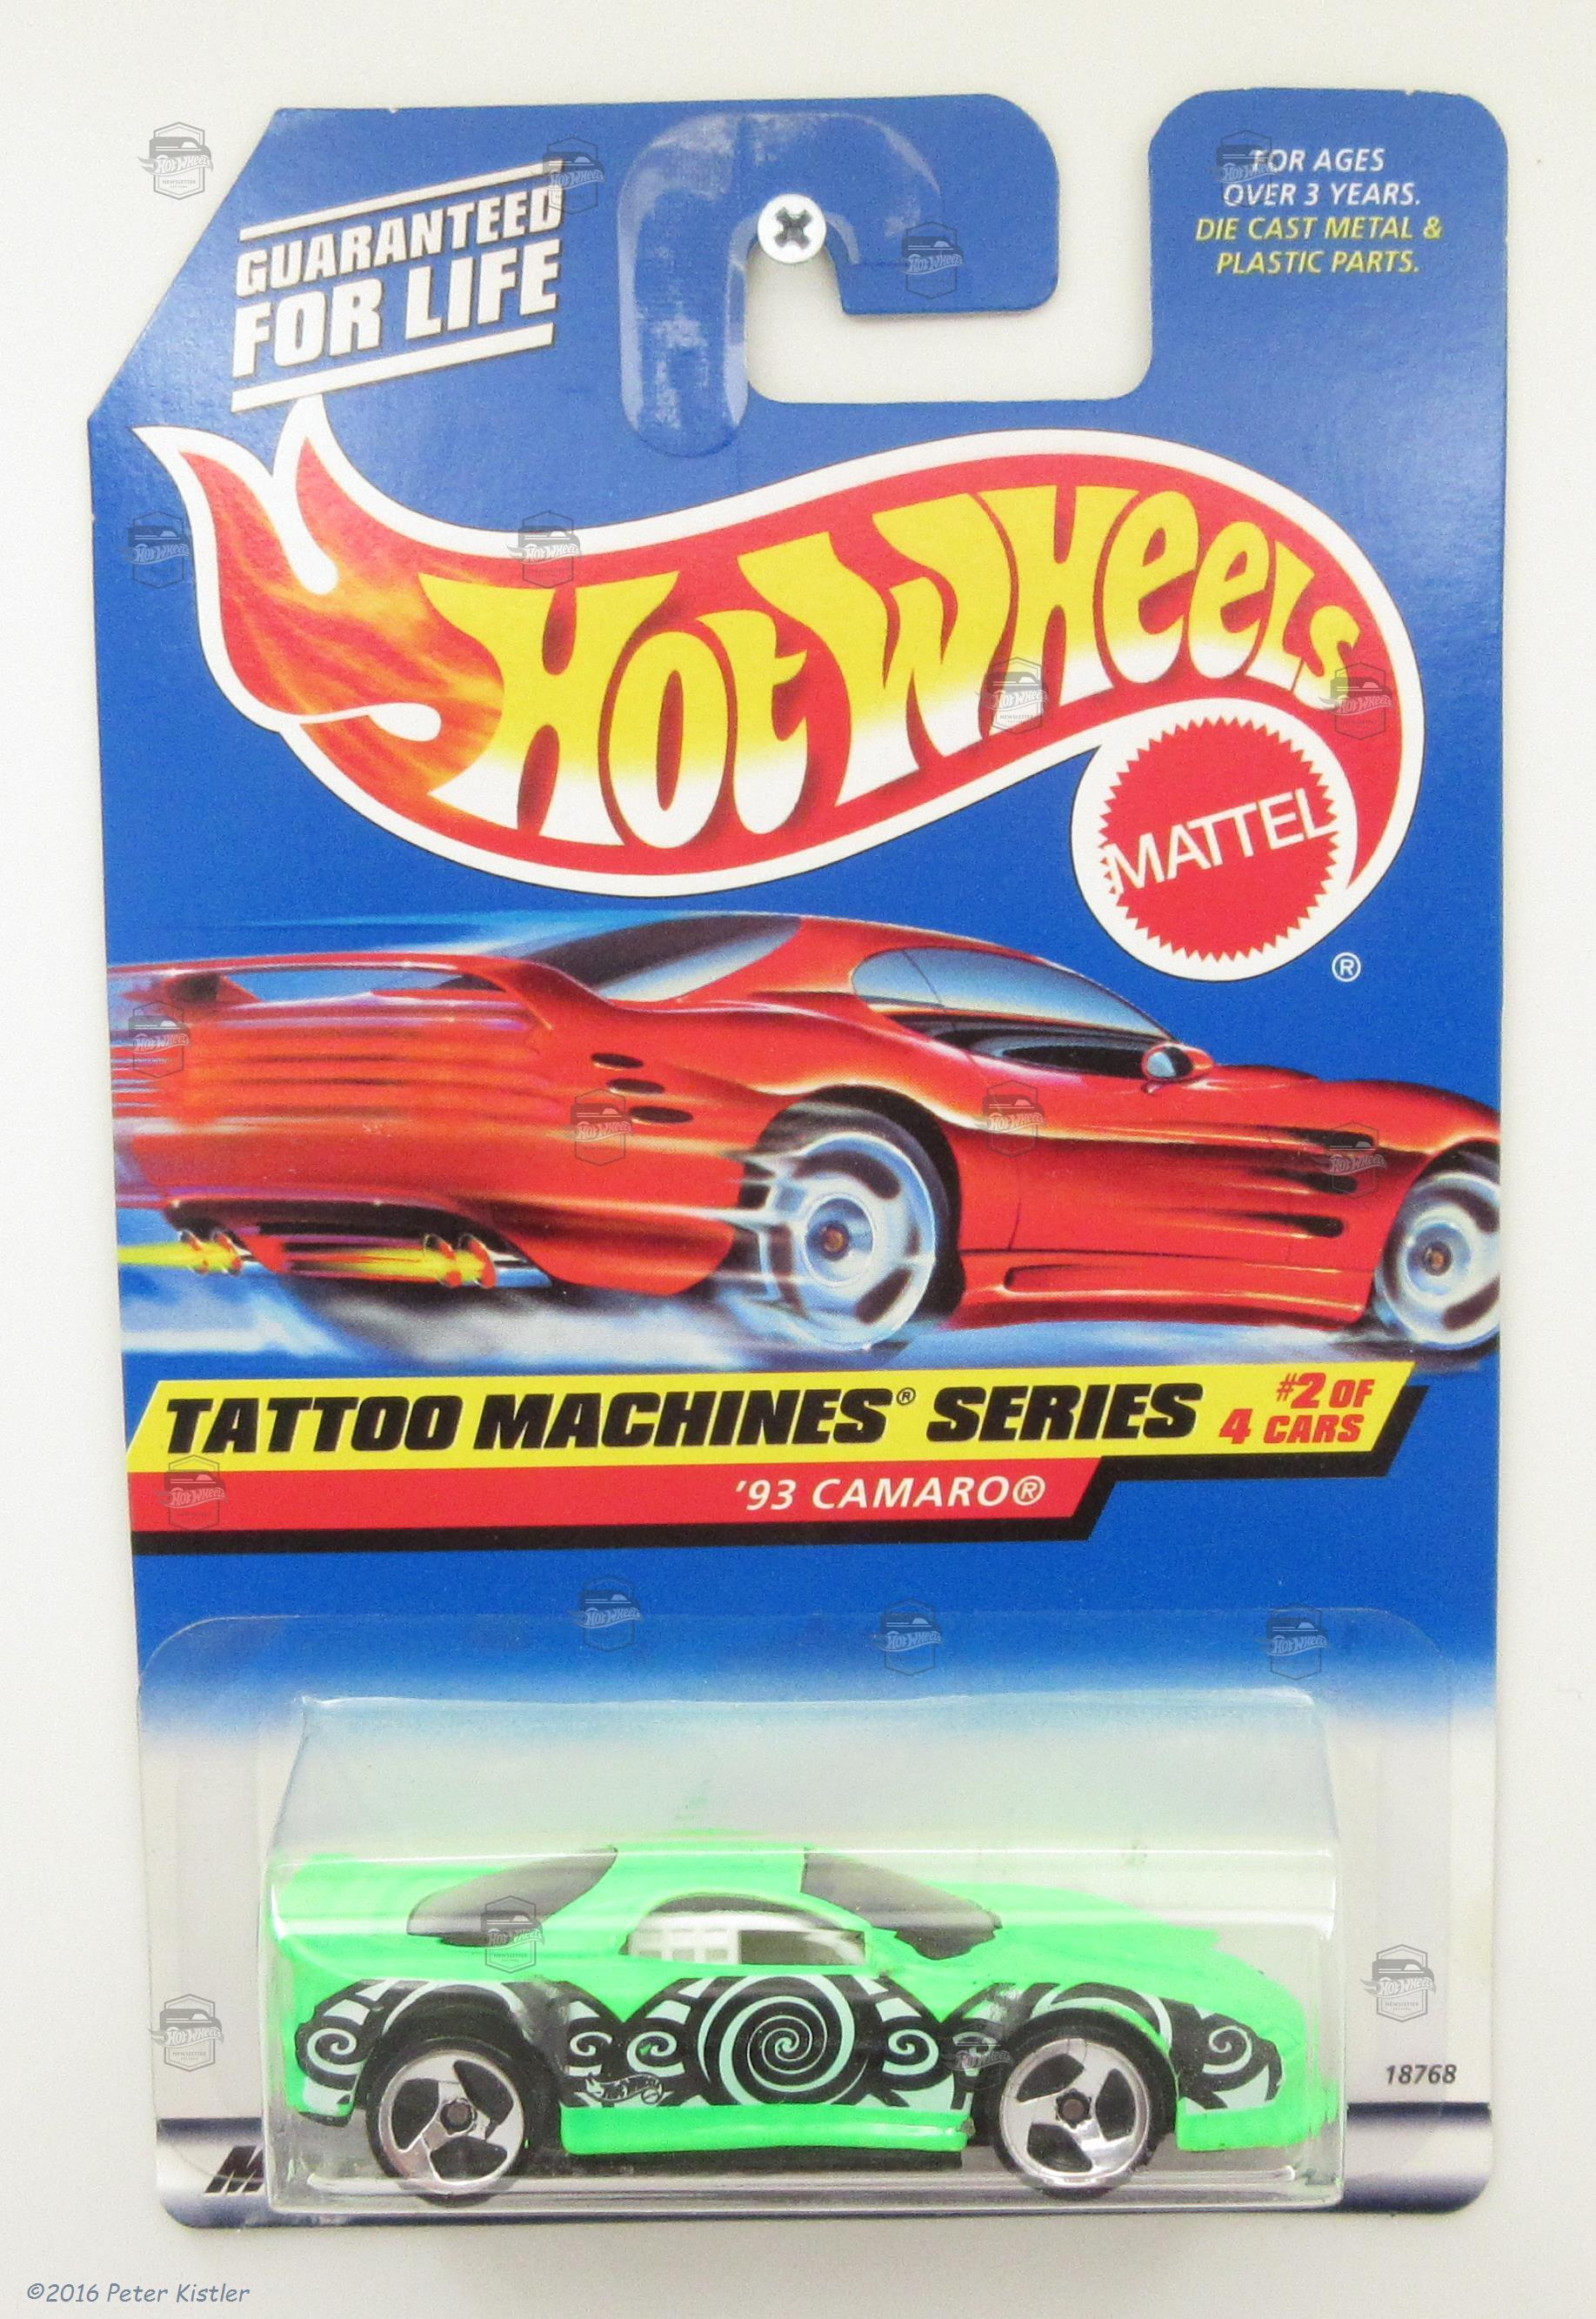 GUARANTEED
FOR LIFE
FOR AGES
OVER 3 YEARS.
DIE CAST METAL &
PLASTIC PARTS.
HOT WHEELS
MATTEL
®
TATTOO MACHINES® SERIES
#2 OF
4 CARS
'93 CAMARO®
18768
M
©2016 Peter Kistler